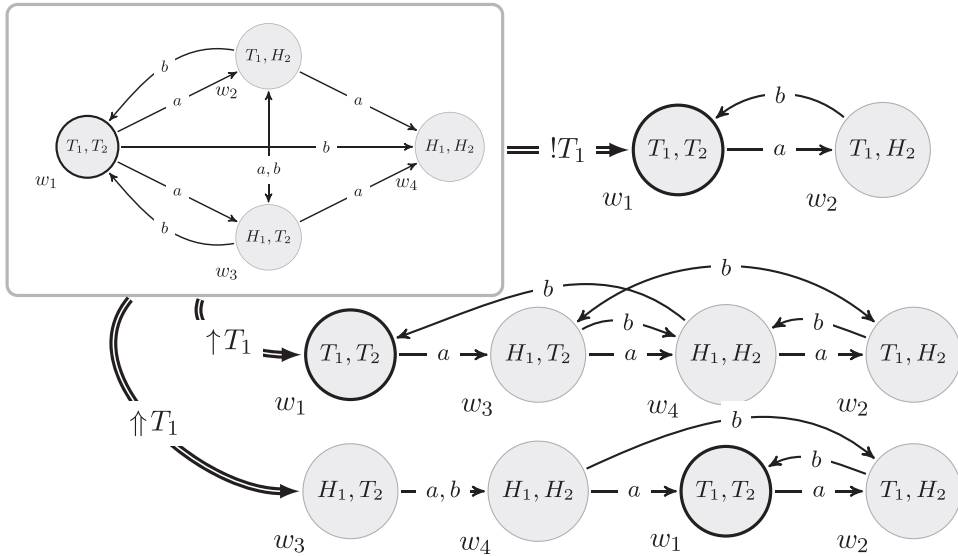 T₁, H₂
b
w₂
a
a
T₁, T₂
b
H₁, H₂
w₁
a, b
w₄
a
a
b
H₁, T₂
w₃
!T₁
b
T₁, T₂
a
T₁, H₂
w₁
w₂
↑T₁
b
b
T₁, T₂
a
H₁, T₂
b
a
H₁, H₂
b
a
T₁, H₂
w₁
w₃
w₄
w₂
⇑T₁
b
H₁, T₂
a, b
H₁, H₂
a
T₁, T₂
b
a
T₁, H₂
w₃
w₄
w₁
w₂